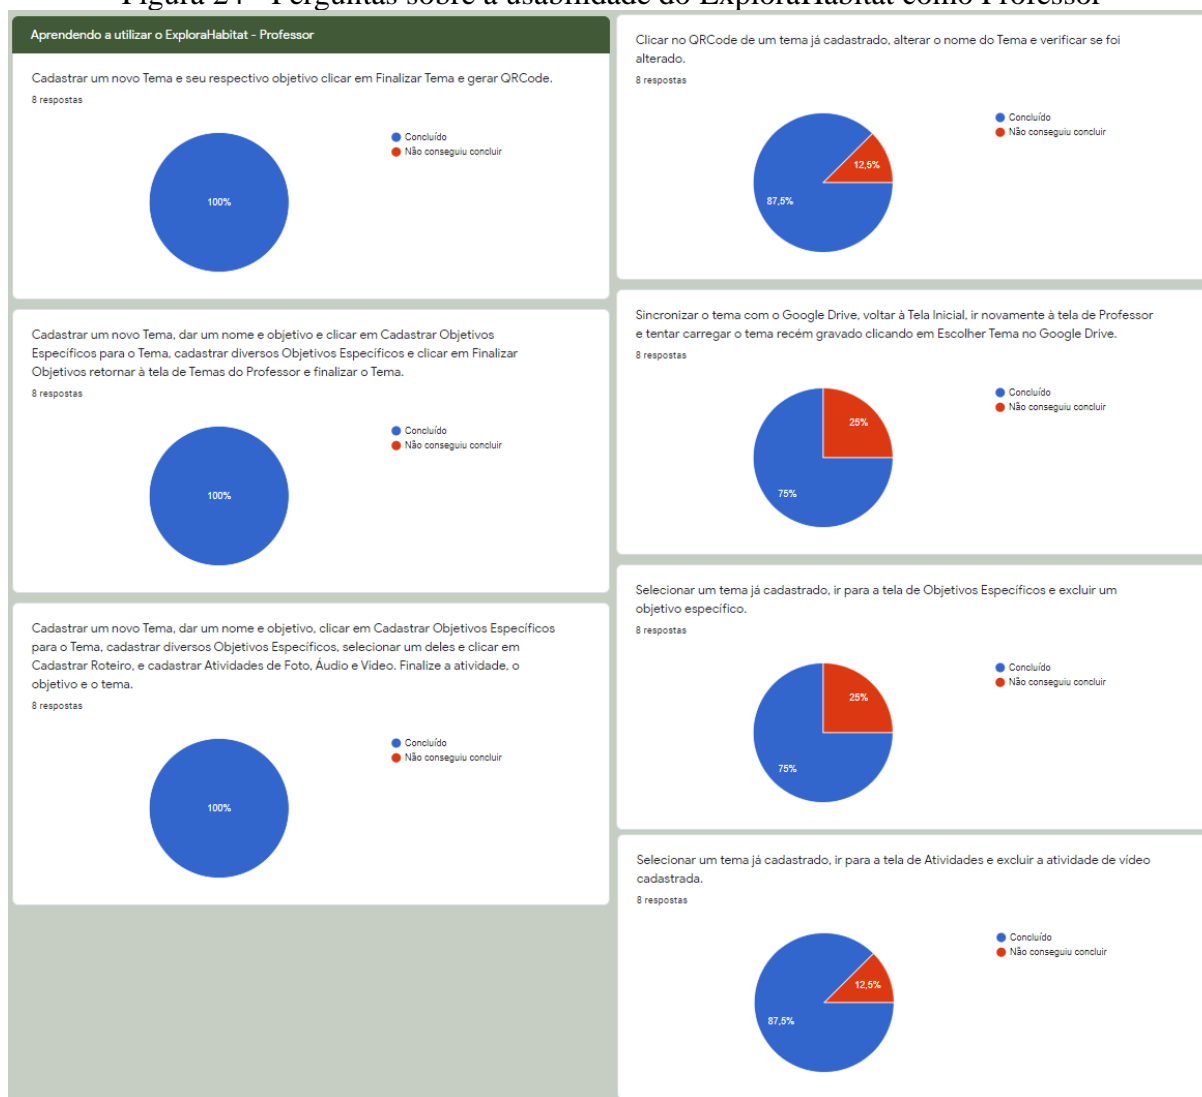 Figura 24 - Perguntas sobre a usabilidade do ExploraHabitat como Professor
Aprendendo a utilizar o ExploraHabitat - Professor
Cadastrar um novo Tema e seu respectivo objetivo clicar em Finalizar Tema e gerar QRCode.
8 respostas
Concluído
Não conseguiu concluir
100%
Cadastrar um novo Tema, dar um nome e objetivo e clicar em Cadastrar Objetivos
Específicos para o Tema, cadastrar diversos Objetivos Específicos e clicar em Finalizar
Objetivos retornar à tela de Temas do Professor e finalizar o Tema.
8 respostas
Concluído
Não conseguiu concluir
100%
Cadastrar um novo Tema, dar um nome e objetivo, clicar em Cadastrar Objetivos Específicos
para o Tema, cadastrar diversos Objetivos Específicos, selecionar um deles e clicar em
Cadastrar Roteiro, e cadastrar Atividades de Foto, Áudio e Video. Finalize a atividade, o
objetivo e o tema.
8 respostas
Concluído
Não conseguiu concluir
100%
Clicar no QRCode de um tema já cadastrado, alterar o nome do Tema e verificar se foi
alterado.
8 respostas
Concluído
Não conseguiu concluir
12,5%
87,5%
Sincronizar o tema com o Google Drive, voltar à Tela Inicial, ir novamente à tela de Professor
e tentar carregar o tema recém gravado clicando em Escolher Tema no Google Drive.
8 respostas
Concluído
Não conseguiu concluir
25%
75%
Selecionar um tema já cadastrado, ir para a tela de Objetivos Específicos e excluir um
objetivo específico.
8 respostas
Concluído
Não conseguiu concluir
25%
75%
Selecionar um tema já cadastrado, ir para a tela de Atividades e excluir a atividade de vídeo
cadastrada.
8 respostas
Concluído
Não conseguiu concluir
12,5%
87,5%